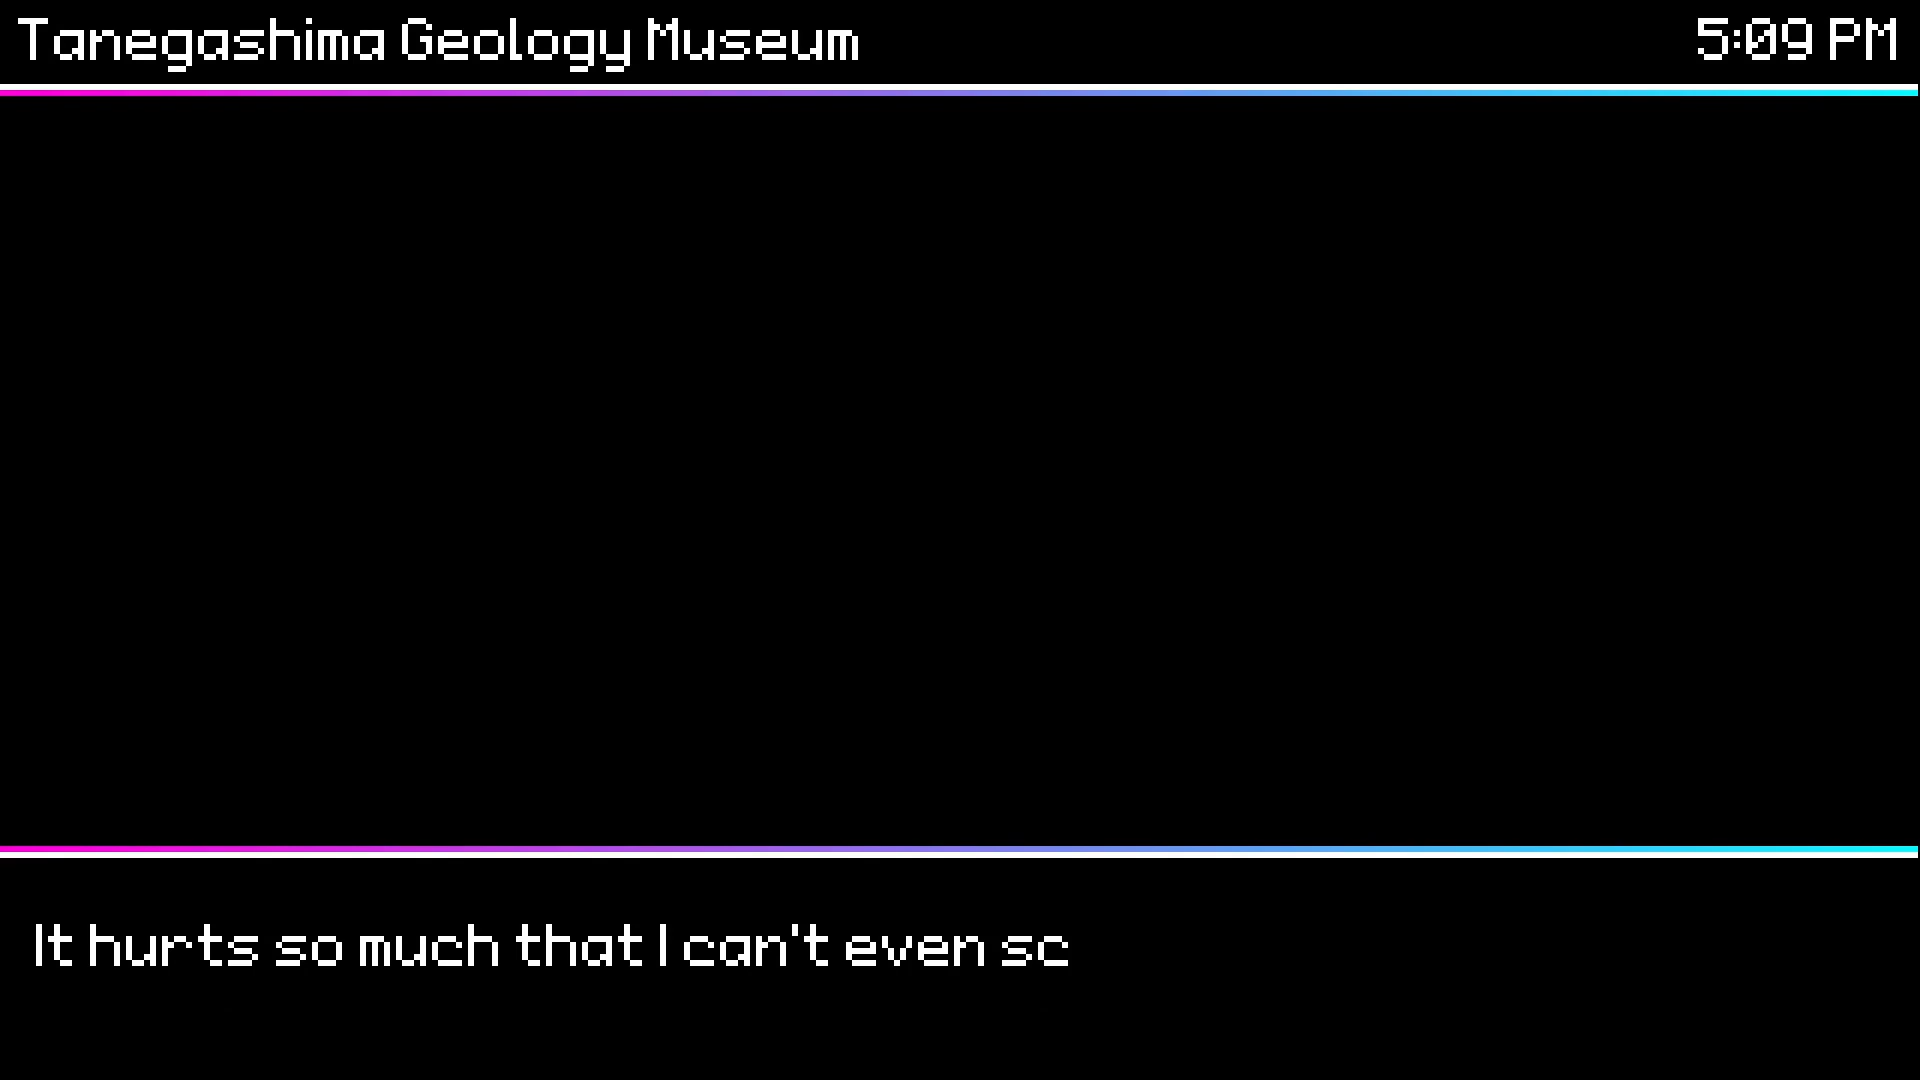 Tanegashima Geology Museum
5:09 PM
It hurts so much that I can't even sc